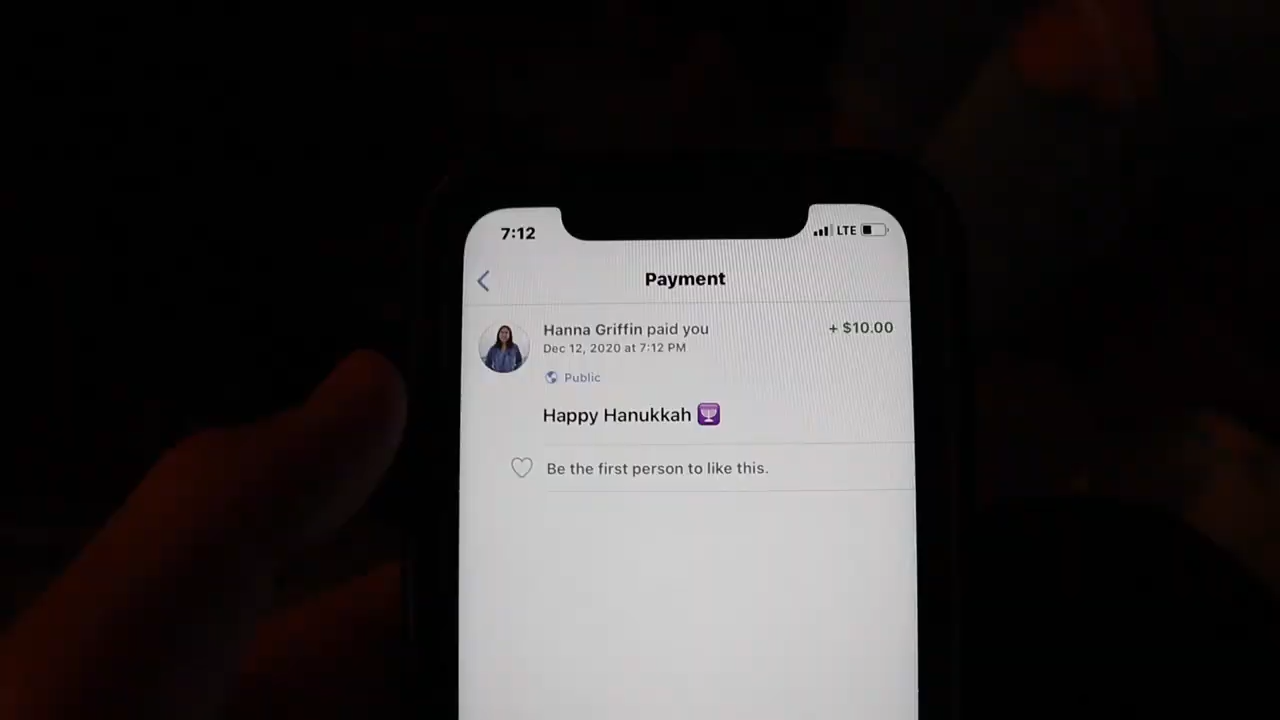 7:12 LTE
Payment
Hanna Griffin paid you + $10.00
Dec 12, 2020 at 7:12 PM
Public
Happy Hanukkah 🕎
Be the first person to like this.